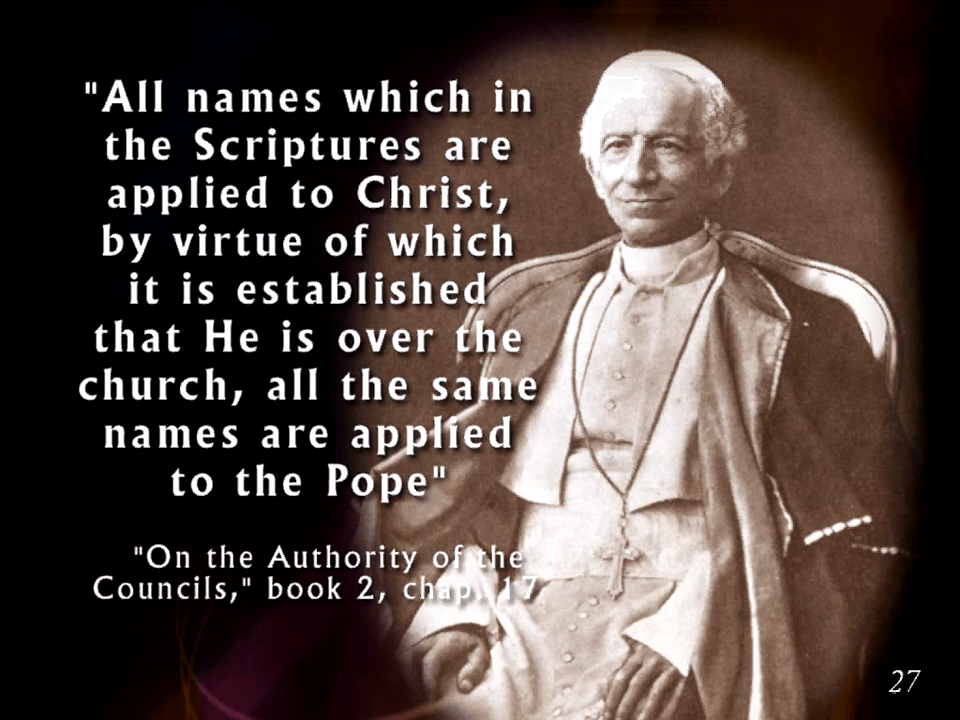 "All names which in
the Scriptures are
applied to Christ,
by virtue of which
it is established
that He is over the
church, all the same
names are applied
to the Pope"
"On the Authority of the
Councils," book 2, chap. 17
27